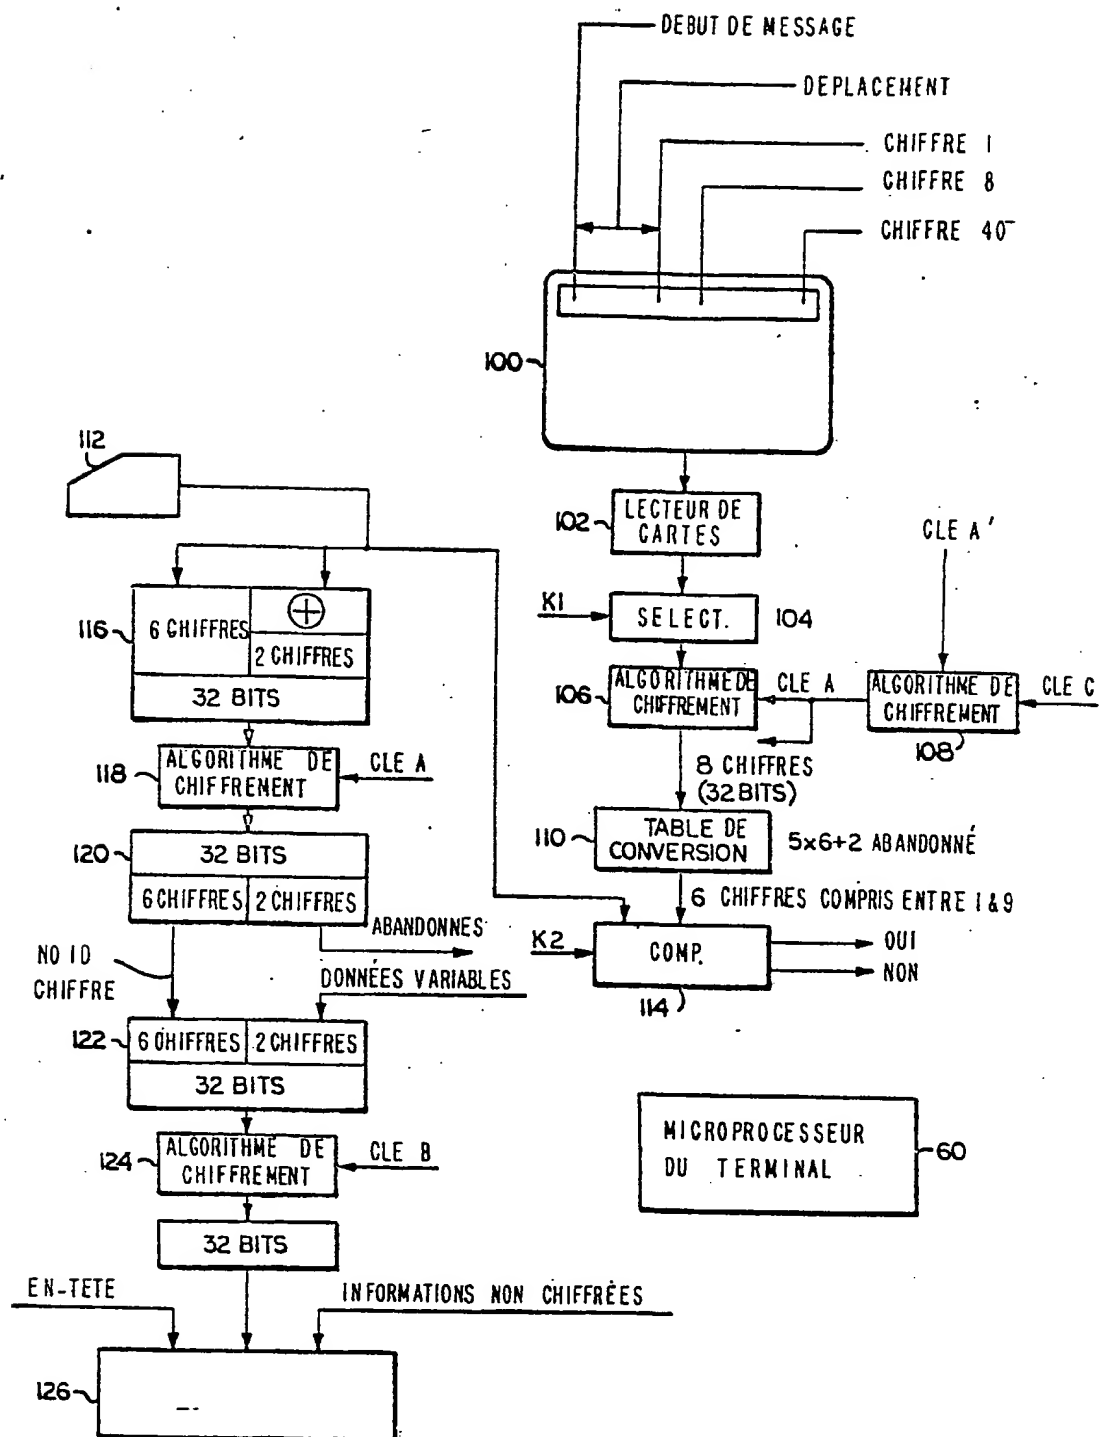 DEBUT DE MESSAGE
DEPLACEMENT
CHIFFRE 1
CHIFFRE 8
CHIFFRE 40
100
112
102
LECTEUR DE
CARTES
CLE A'
K1
SELECT.
104
116
6 CHIFFRES
2 CHIFFRES
32 BITS
106
ALGORITHME DE
CHIFFREMENT
CLE A
ALGORITHME DE
CHIFFREMENT
CLE C
108
118
ALGORITHME DE
CHIFFREMENT
CLE A
8 CHIFFRES
(32 BITS)
110
TABLE DE
CONVERSION
5x6+2 ABANDONNÉ
120
32 BITS
6 CHIFFRES
2 CHIFFRES
6 CHIFFRES COMPRIS ENTRE 1 & 9
ABANDONNES
K2
COMP.
OUI
NON
114
NO ID
CHIFFRE
DONNÉES VARIABLES
122
6 CHIFFRES
2 CHIFFRES
32 BITS
124
ALGORITHME DE
CHIFFREMENT
CLE B
MICROPROCESSEUR
DU TERMINAL
60
32 BITS
EN-TETE
INFORMATIONS NON CHIFFRÉES
126